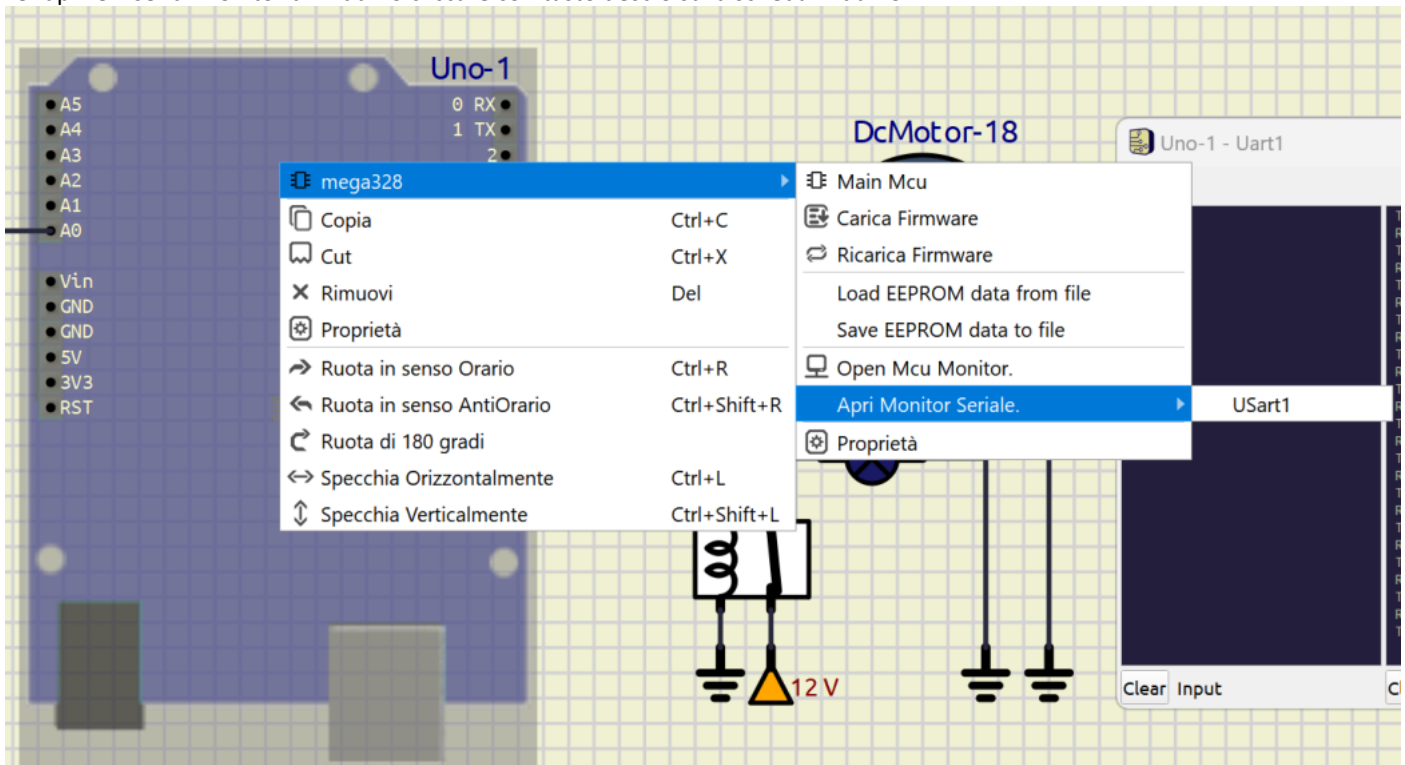 Uno-1
A5
A4
A3
A2
A1
A0
Vin
GND
GND
5V
3V3
RST
0 RX
1 TX
2
mega328
Copia Ctrl+C
Cut Ctrl+X
Rimuovi Del
Proprietà
Ruota in senso Orario Ctrl+R
Ruota in senso AntiOrario Ctrl+Shift+R
Ruota di 180 gradi
Specchia Orizzontalmente Ctrl+L
Specchia Verticalmente Ctrl+Shift+L
DcMotor-18
Main Mcu
Carica Firmware
Ricarica Firmware
Load EEPROM data from file
Save EEPROM data to file
Open Mcu Monitor.
Apri Monitor Seriale.
Proprietà
USart1
12 V
Uno-1 - Uart1
Clear Input